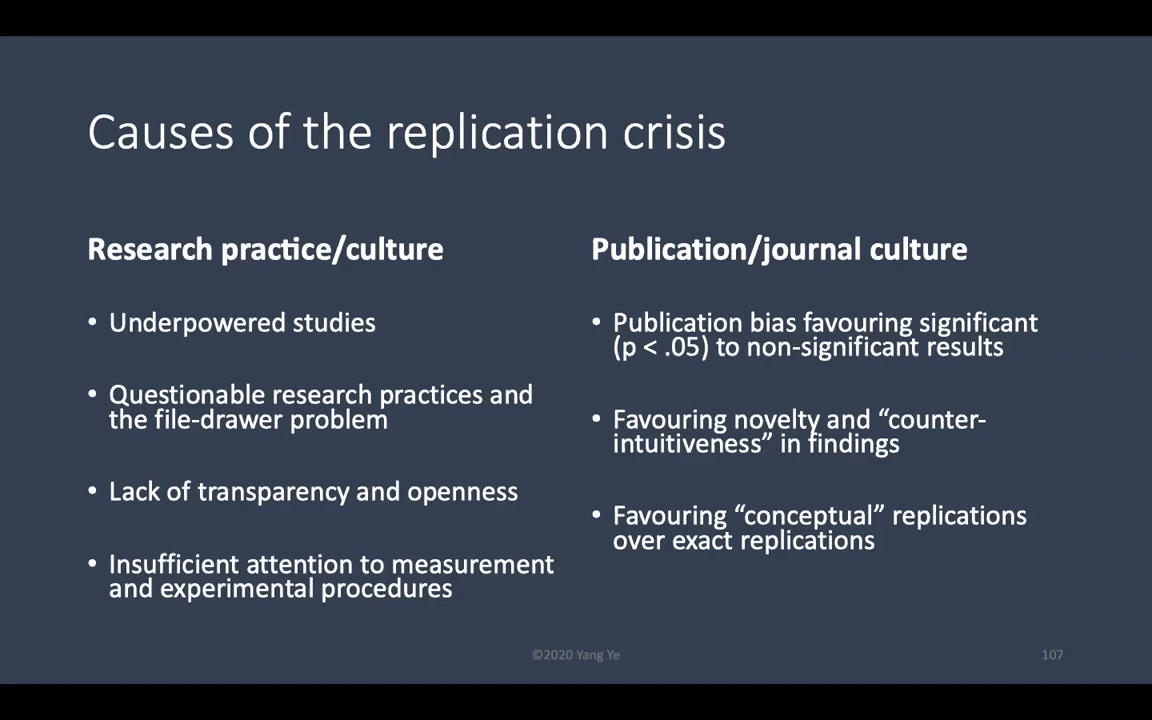 Causes of the replication crisis
Research practice/culture
• Underpowered studies
• Questionable research practices and
the file-drawer problem
• Lack of transparency and openness
• Insufficient attention to measurement
and experimental procedures
Publication/journal culture
• Publication bias favouring significant
(p < .05) to non-significant results
• Favouring novelty and “counter-
intuitiveness” in findings
• Favouring “conceptual” replications
over exact replications
©2020 Yang Ye
107